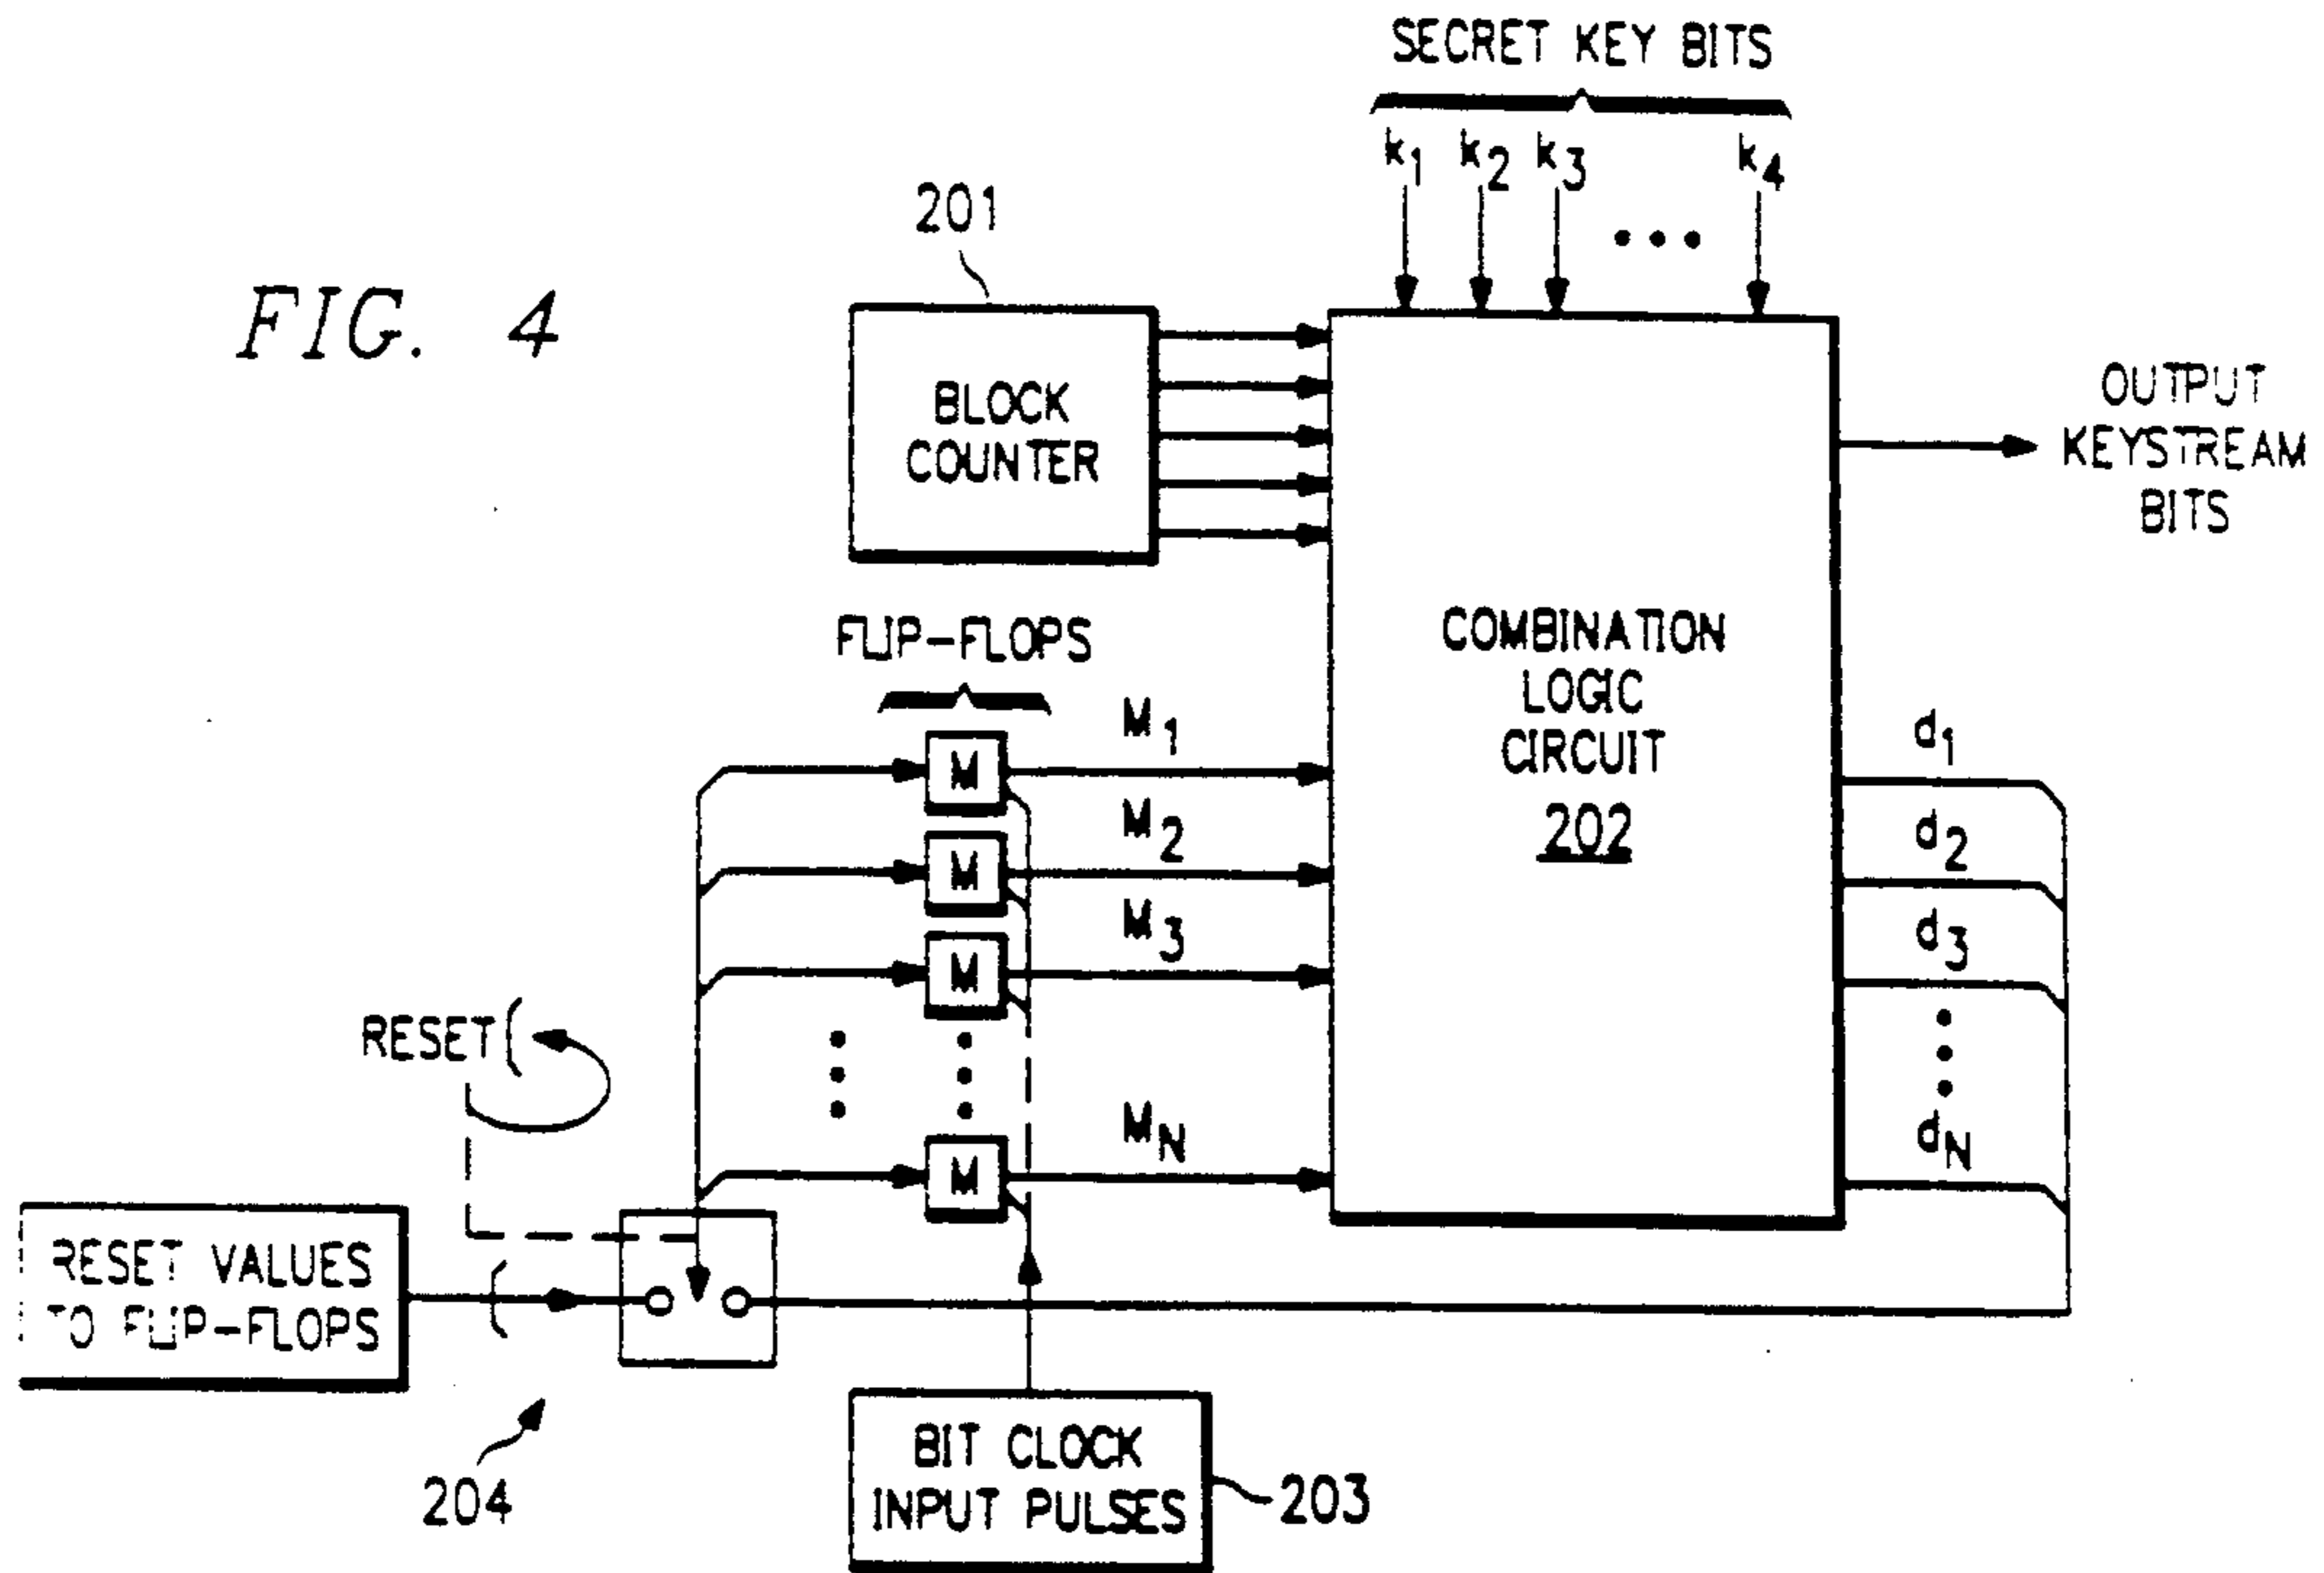 SECRET KEY BITS
k1 k2 k3 k4
201
FIG. 4
BLOCK
COUNTER
OUTPUT
KEYSTREAM
BITS
FLIP-FLOPS
COMBINATION
LOGIC
CIRCUIT
202
M M1
M M2
M M3
M MN
d1
d2
d3
dN
RESET
RESET VALUES
TO FLIP-FLOPS
204
BIT CLOCK
INPUT PULSES
203